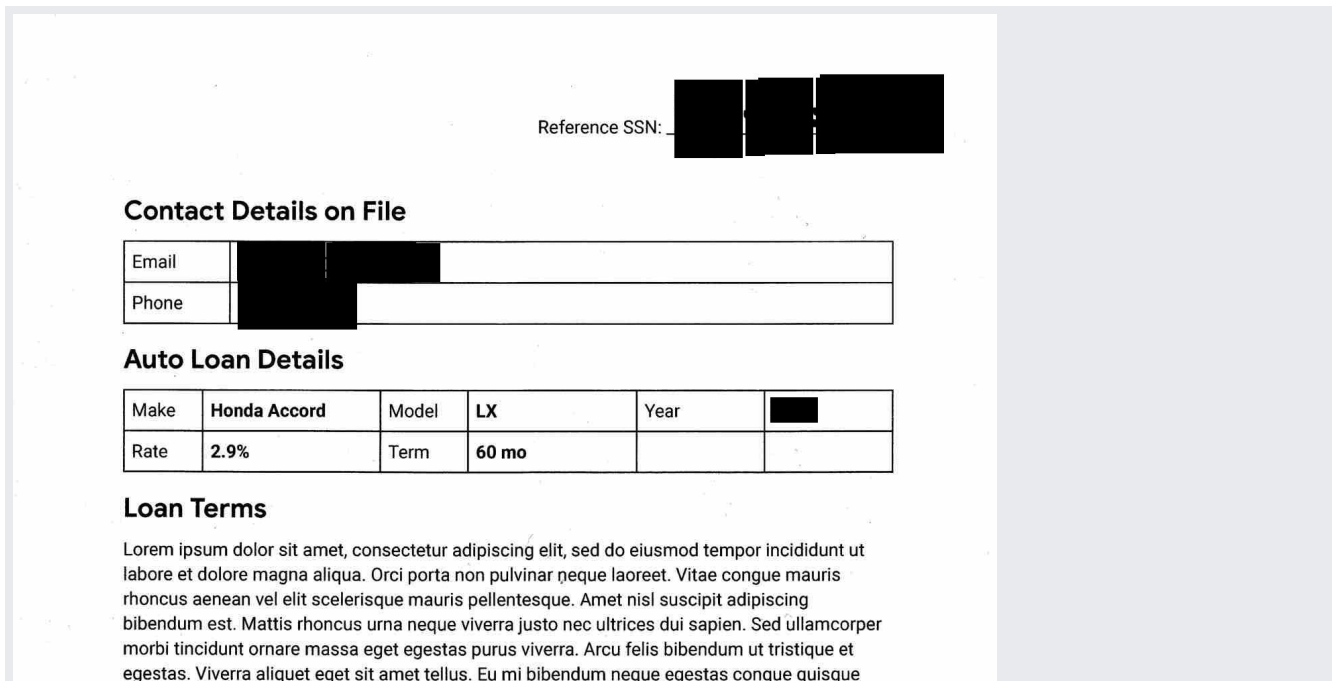 Reference SSN:
Contact Details on File
Email
Phone
Auto Loan Details
Make Honda Accord Model LX Year
Rate 2.9% Term 60 mo
Loan Terms
Lorem ipsum dolor sit amet, consectetur adipiscing elit, sed do eiusmod tempor incididunt ut
labore et dolore magna aliqua. Orci porta non pulvinar neque laoreet. Vitae congue mauris
rhoncus aenean vel elit scelerisque mauris pellentesque. Amet nisl suscipit adipiscing
bibendum est. Mattis rhoncus urna neque viverra justo nec ultrices dui sapien. Sed ullamcorper
morbi tincidunt ornare massa eget egestas purus viverra. Arcu felis bibendum ut tristique et
egestas. Viverra aliquet eget sit amet tellus. Eu mi bibendum neque egestas congue quisque